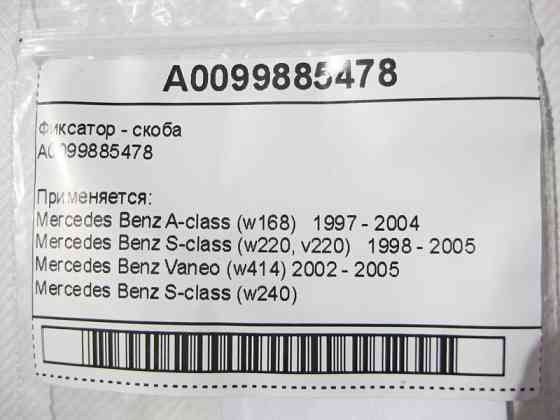 A0099885478
Фиксатор - скоба
A0099885478
Применяется:
Mercedes Benz A-class (w168) 1997 - 2004
Mercedes Benz S-class (w220, v220) 1998 - 2005
Mercedes Benz Vaneo (w414) 2002 - 2005
Mercedes Benz S-class (w240)